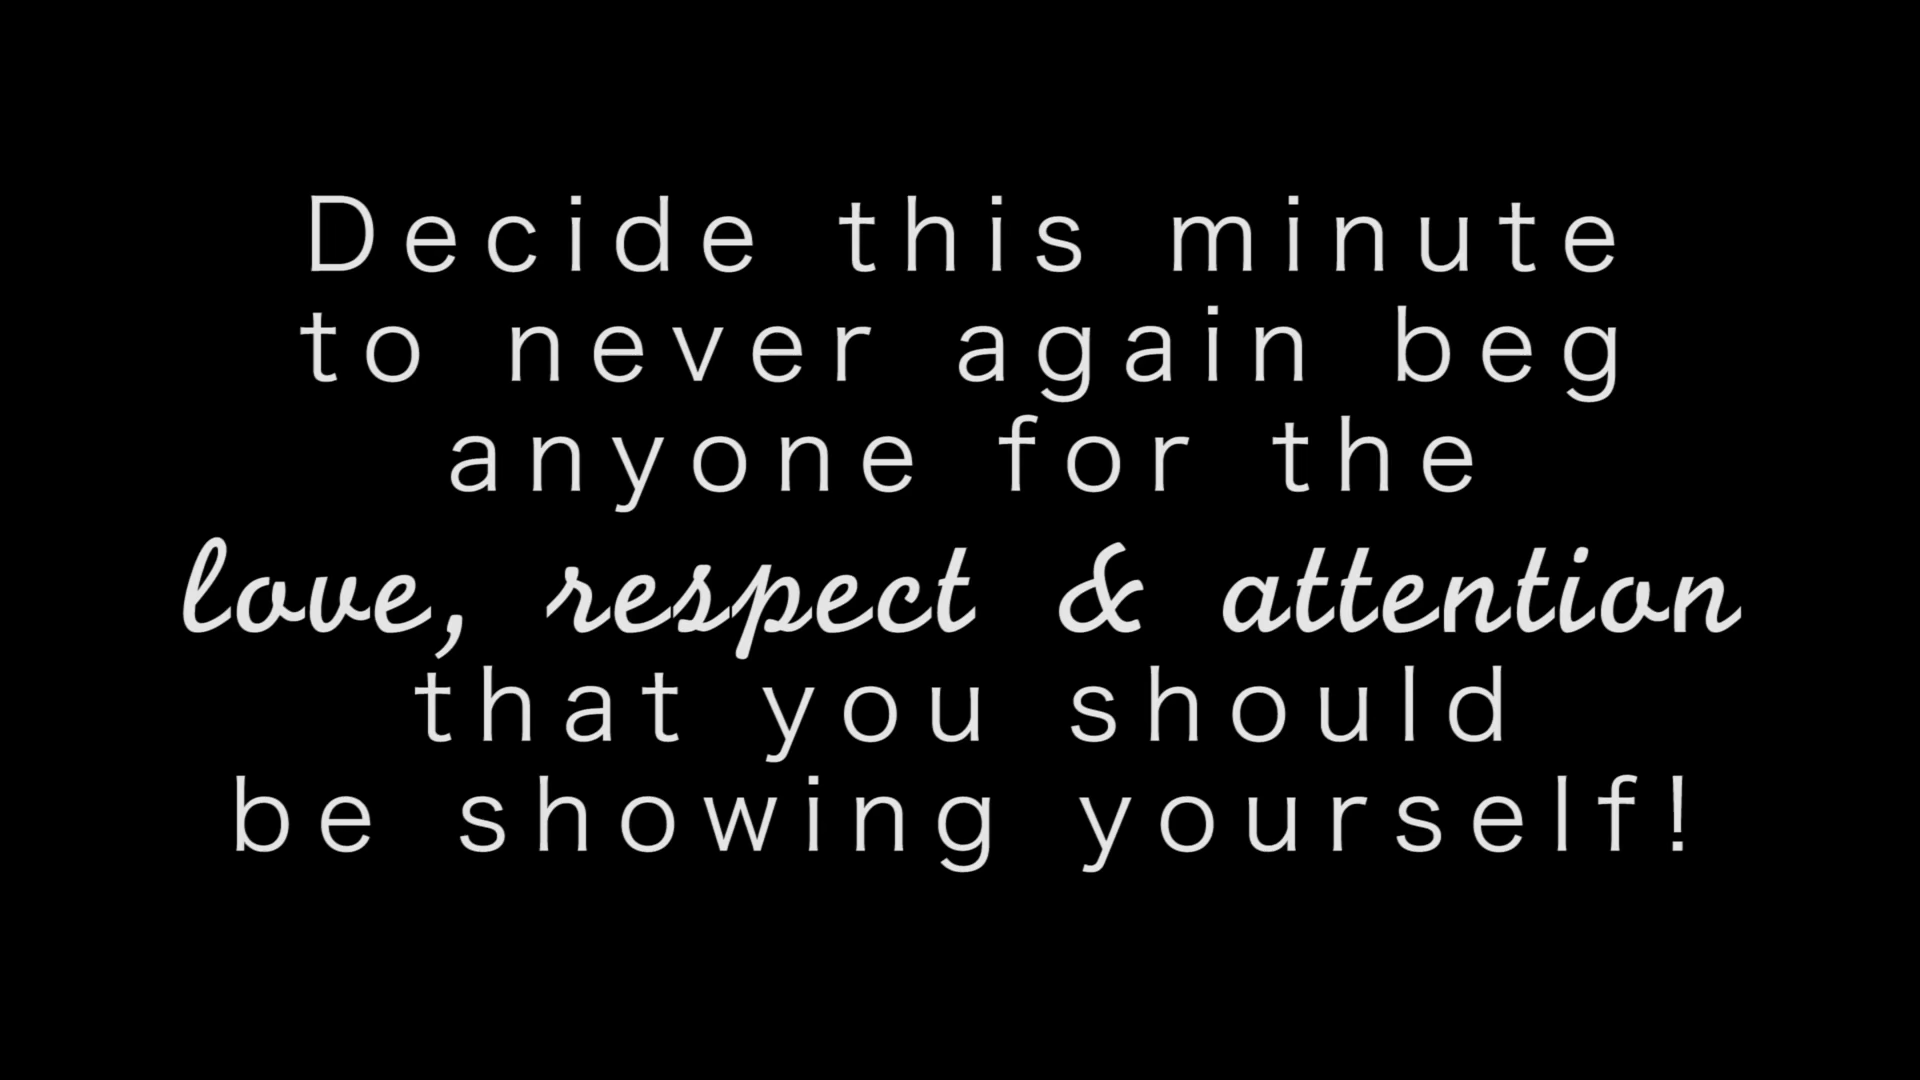 Decide this minute
to never again beg
anyone for the
love, respect & attention
that you should
be showing yourself!